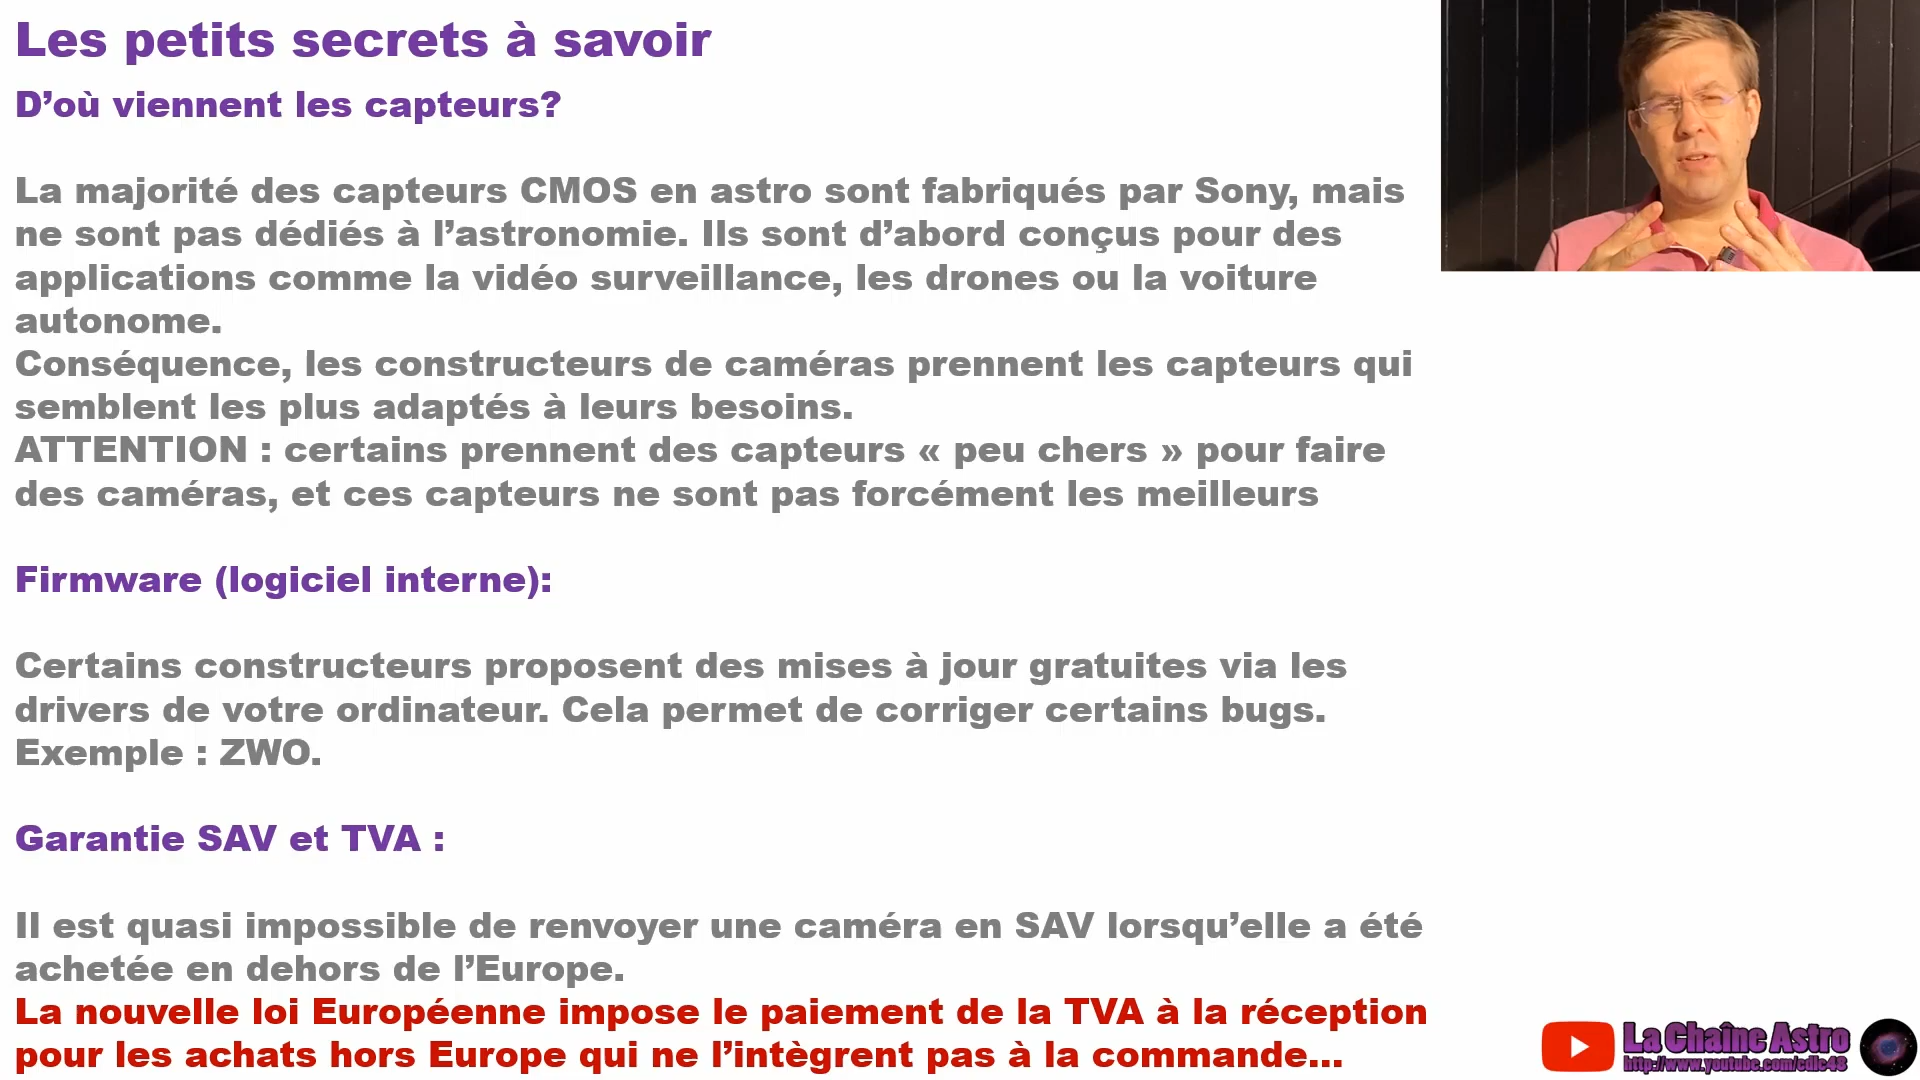 Les petits secrets à savoir
D’où viennent les capteurs?
La majorité des capteurs CMOS en astro sont fabriqués par Sony, mais
ne sont pas dédiés à l’astronomie. Ils sont d’abord conçus pour des
applications comme la vidéo surveillance, les drones ou la voiture
autonome.
Conséquence, les constructeurs de caméras prennent les capteurs qui
semblent les plus adaptés à leurs besoins.
ATTENTION : certains prennent des capteurs « peu chers » pour faire
des caméras, et ces capteurs ne sont pas forcément les meilleurs
Firmware (logiciel interne):
Certains constructeurs proposent des mises à jour gratuites via les
drivers de votre ordinateur. Cela permet de corriger certains bugs.
Exemple : ZWO.
Garantie SAV et TVA :
Il est quasi impossible de renvoyer une caméra en SAV lorsqu’elle a été
achetée en dehors de l’Europe.
La nouvelle loi Européenne impose le paiement de la TVA à la réception
pour les achats hors Europe qui ne l’intègrent pas à la commande...
La Chaîne Astro
http://www.youtube.com/cdlc48